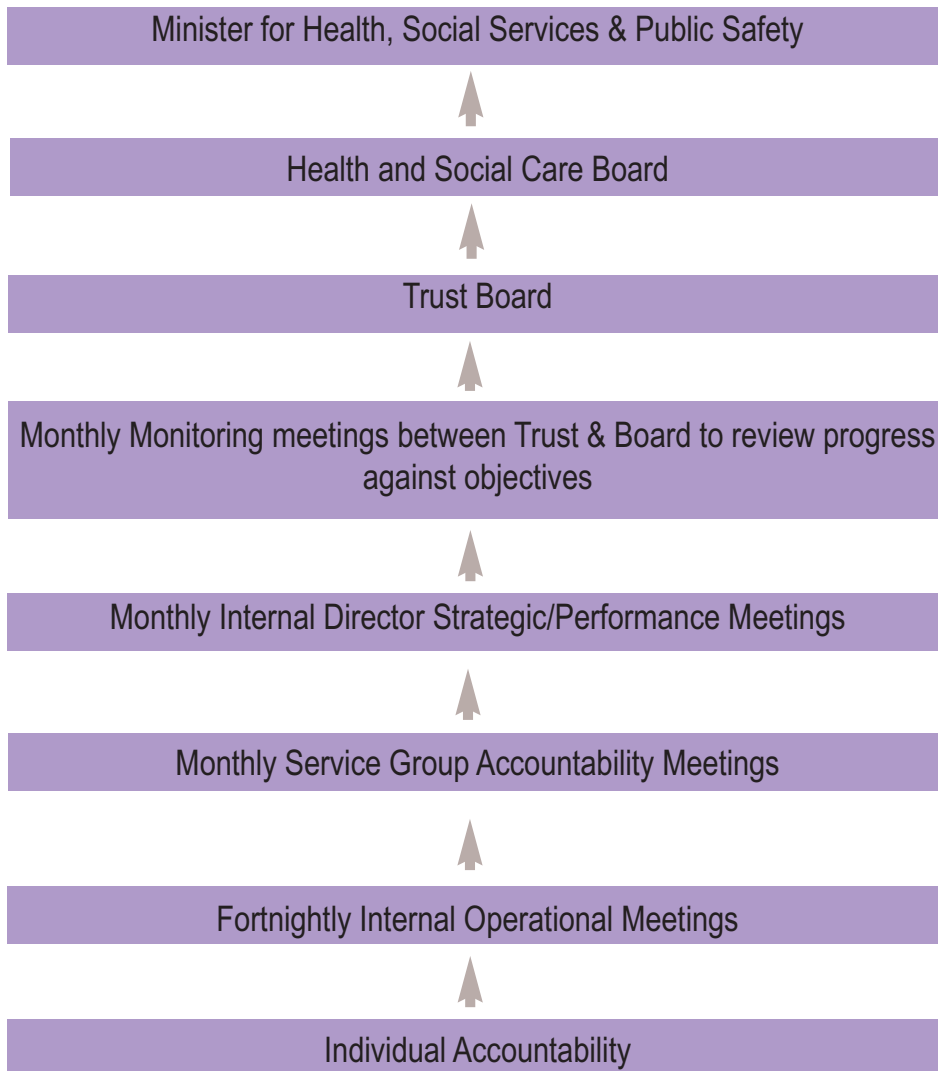 Minister for Health, Social Services & Public Safety
Health and Social Care Board
Trust Board
Monthly Monitoring meetings between Trust & Board to review progress
against objectives
Monthly Internal Director Strategic/Performance Meetings
Monthly Service Group Accountability Meetings
Fortnightly Internal Operational Meetings
Individual Accountability